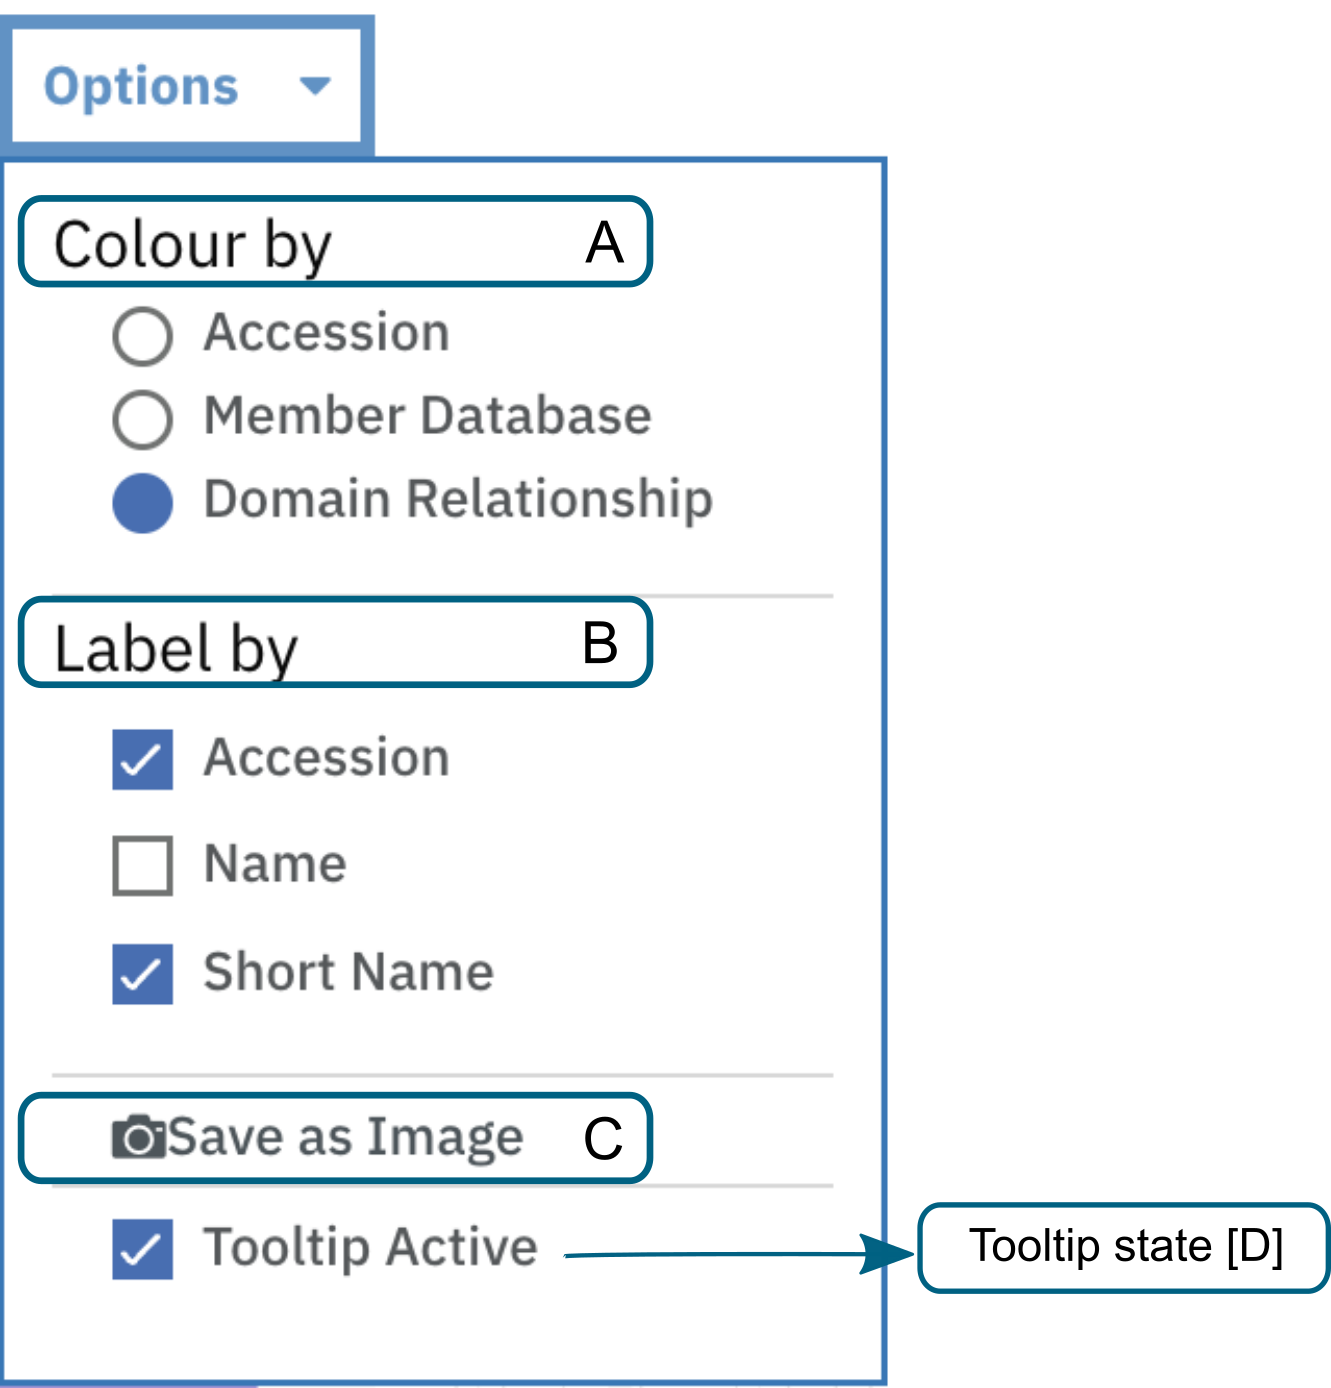 Options
Colour by A
Accession
Member Database
Domain Relationship
Label by B
Accession
Name
Short Name
Save as Image C
Tooltip Active
Tooltip state [D]